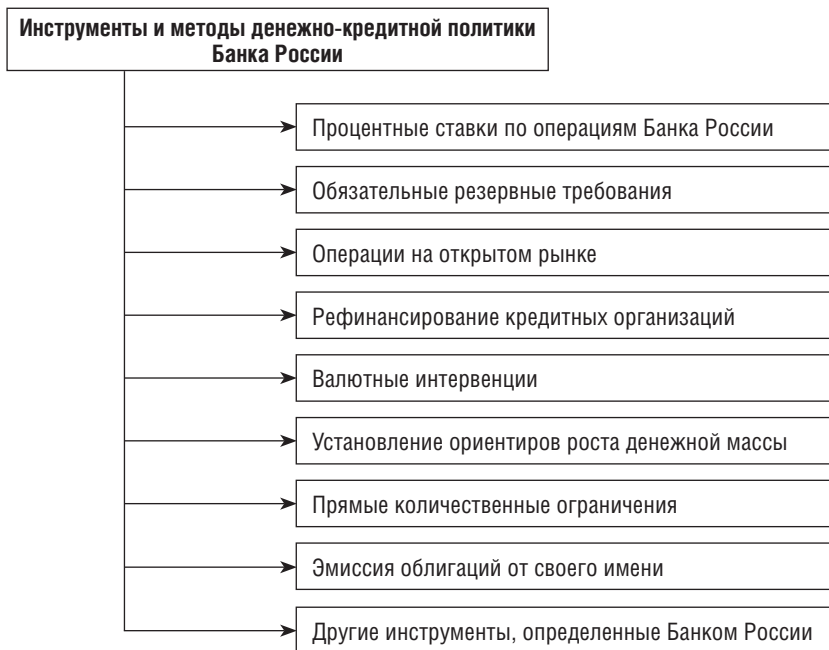 Инструменты и методы денежно-кредитной политики
Банка России
Процентные ставки по операциям Банка России
Обязательные резервные требования
Операции на открытом рынке
Рефинансирование кредитных организаций
Валютные интервенции
Установление ориентиров роста денежной массы
Прямые количественные ограничения
Эмиссия облигаций от своего имени
Другие инструменты, определенные Банком России